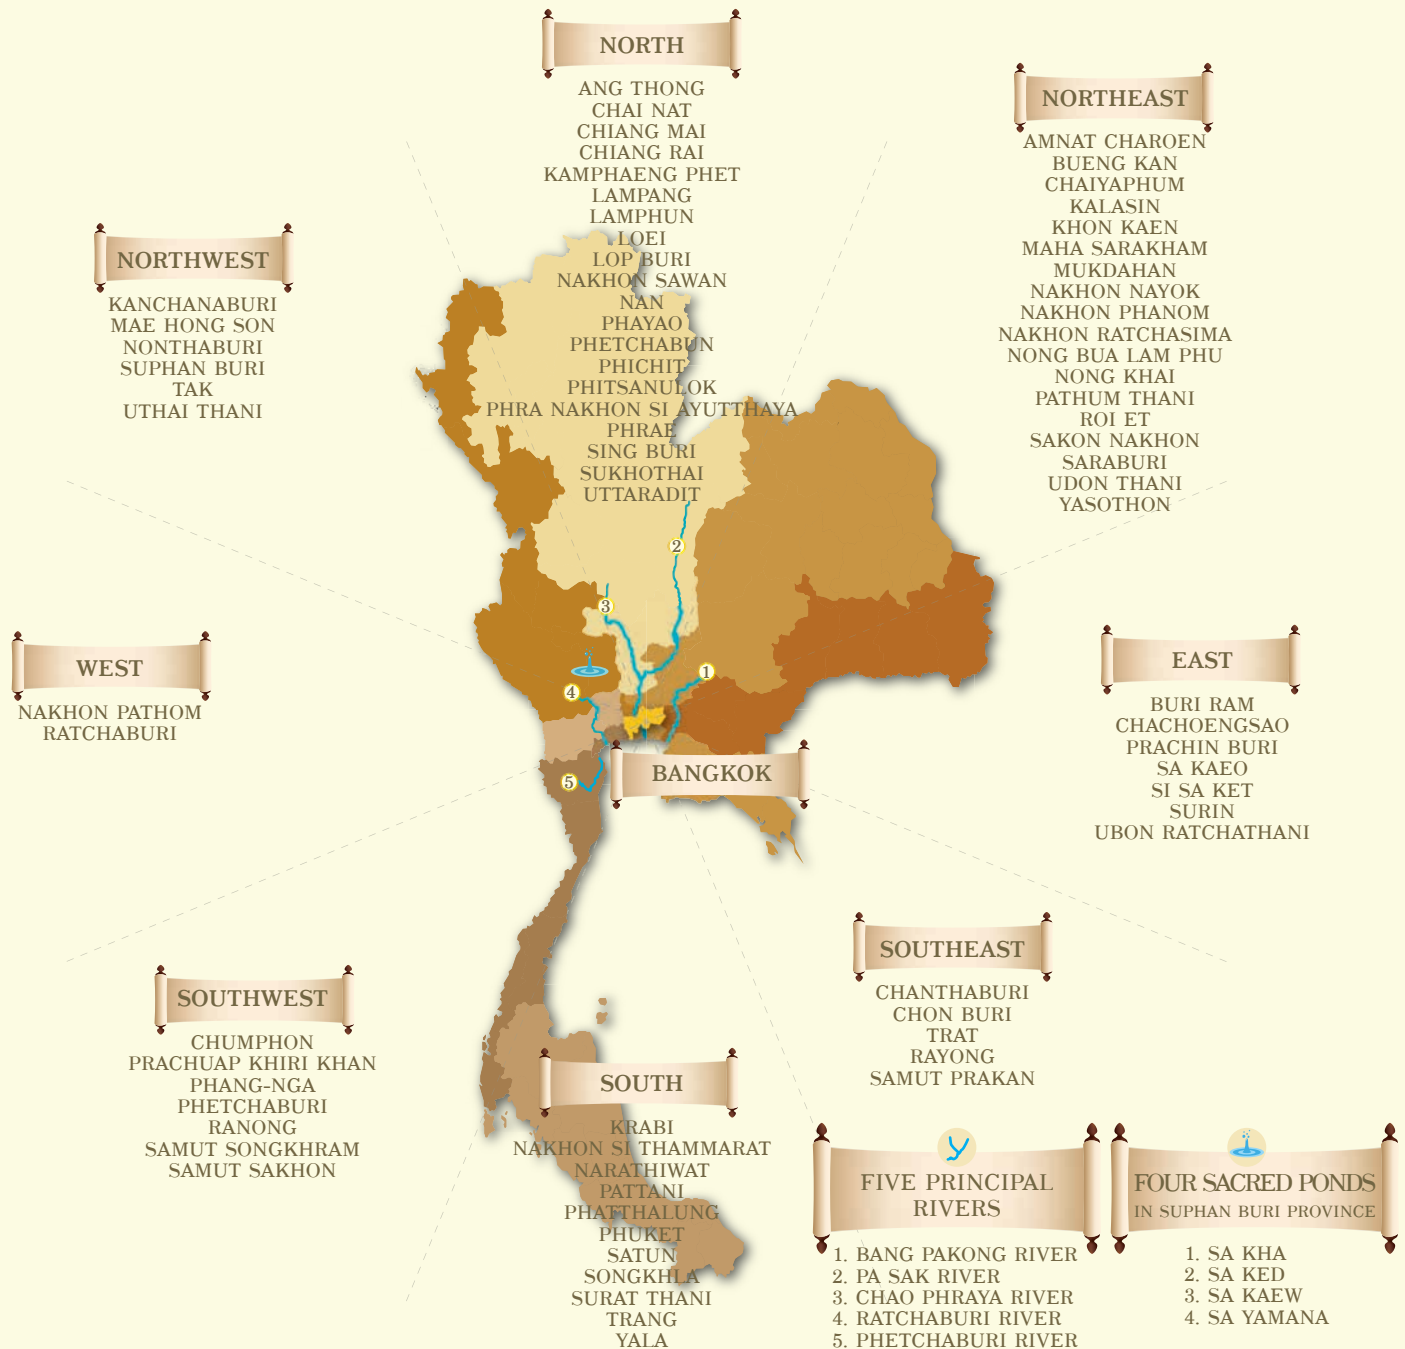 NORTH
ANG THONG
CHAI NAT
CHIANG MAI
CHIANG RAI
KAMPHAENG PHET
LAMPANG
LAMPHUN
LOEI
LOP BURI
NAKHON SAWAN
NAN
PHAYAO
PHETCHABUN
PHICHIT
PHITSANULOK
PHRA NAKHON SI AYUTTHAYA
PHRAE
SING BURI
SUKHOTHAI
UTTARADIT
NORTHEAST
AMNAT CHAROEN
BUENG KAN
CHAIYAPHUM
KALASIN
KHON KAEN
MAHA SARAKHAM
MUKDAHAN
NAKHON NAYOK
NAKHON PHANOM
NAKHON RATCHASIMA
NONG BUA LAM PHU
NONG KHAI
PATHUM THANI
ROI ET
SAKON NAKHON
SARABURI
UDON THANI
YASOTHON
NORTHWEST
KANCHANABURI
MAE HONG SON
NONTHABURI
SUPHAN BURI
TAK
UTHAI THANI
2
3
1
4
5
WEST
NAKHON PATHOM
RATCHABURI
EAST
BURI RAM
CHACHOENGSAO
PRACHIN BURI
SA KAEO
SI SA KET
SURIN
UBON RATCHATHANI
BANGKOK
SOUTHEAST
CHANTHABURI
CHON BURI
TRAT
RAYONG
SAMUT PRAKAN
SOUTHWEST
CHUMPHON
PRACHUAP KHIRI KHAN
PHANG-NGA
PHETCHABURI
RANONG
SAMUT SONGKHRAM
SAMUT SAKHON
SOUTH
KRABI
NAKHON SI THAMMARAT
NARATHIWAT
PATTANI
PHATTHALUNG
PHUKET
SATUN
SONGKHLA
SURAT THANI
TRANG
YALA
FIVE PRINCIPAL
RIVERS
1. BANG PAKONG RIVER
2. PA SAK RIVER
3. CHAO PHRAYA RIVER
4. RATCHABURI RIVER
5. PHETCHABURI RIVER
FOUR SACRED PONDS
IN SUPHAN BURI PROVINCE
1. SA KHA
2. SA KED
3. SA KAEW
4. SA YAMANA